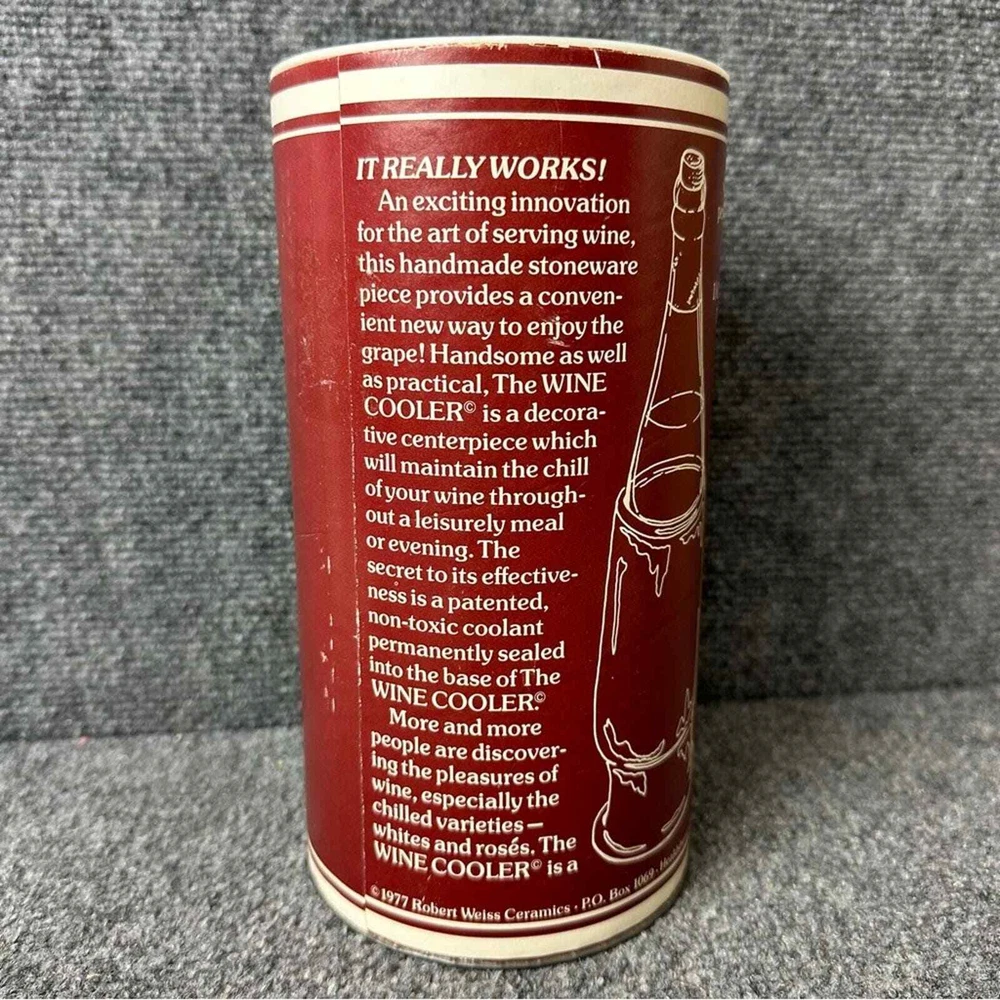 IT REALLY WORKS!
An exciting innovation
for the art of serving wine,
this handmade stoneware
piece provides a conven-
ient new way to enjoy the
grape! Handsome as well
as practical, The WINE
COOLER© is a decora-
tive centerpiece which
will maintain the chill
of your wine through-
out a leisurely meal
or evening. The
secret to its effective-
ness is a patented,
non-toxic coolant
permanently sealed
into the base of The
WINE COOLER.©
More and more
people are discover-
ing the pleasures of
wine, especially the
chilled varieties —
whites and rosés. The
WINE COOLER© is a
©1977 Robert Weiss Ceramics • P.O. Box 1069 •